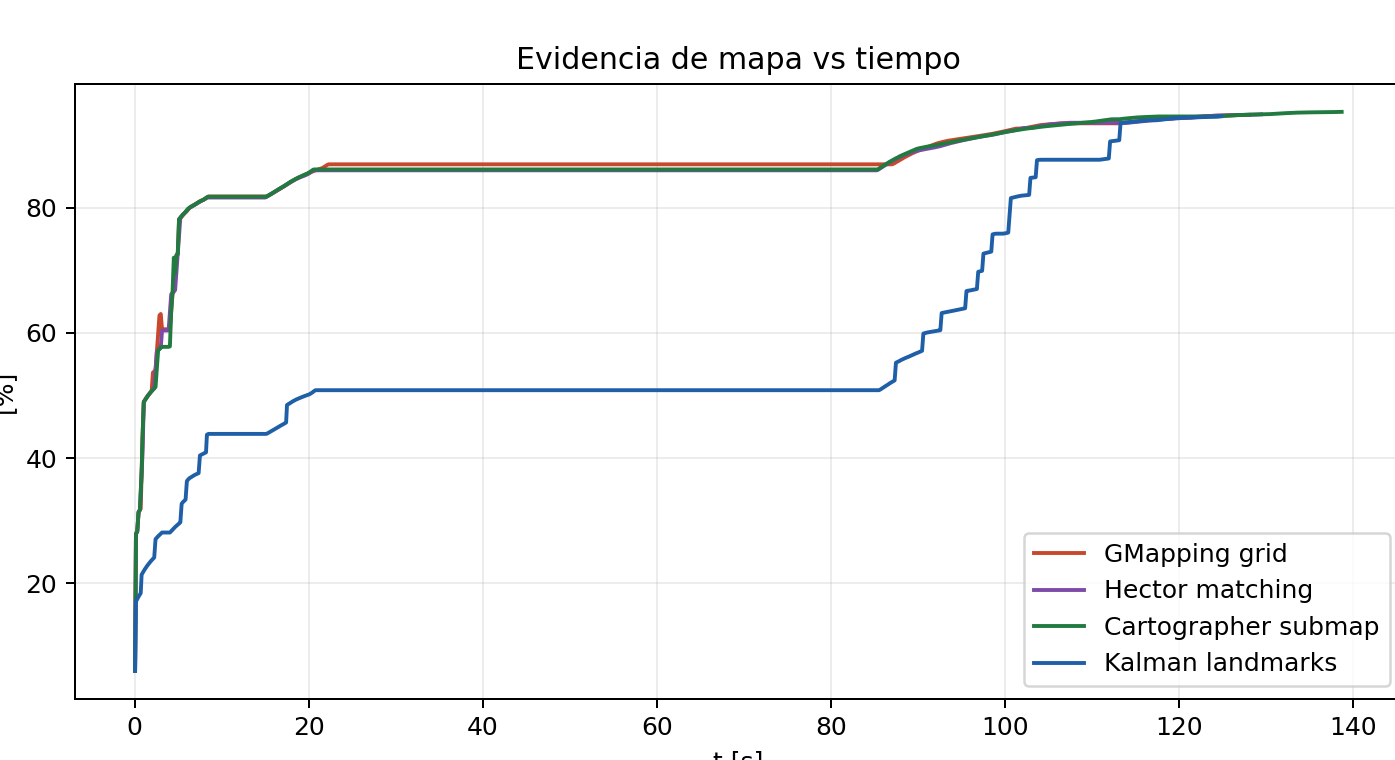 Evidencia de mapa vs tiempo
[%]
80
60
40
20
0 20 40 60 80 100 120 140
t [s]
GMapping grid
Hector matching
Cartographer submap
Kalman landmarks